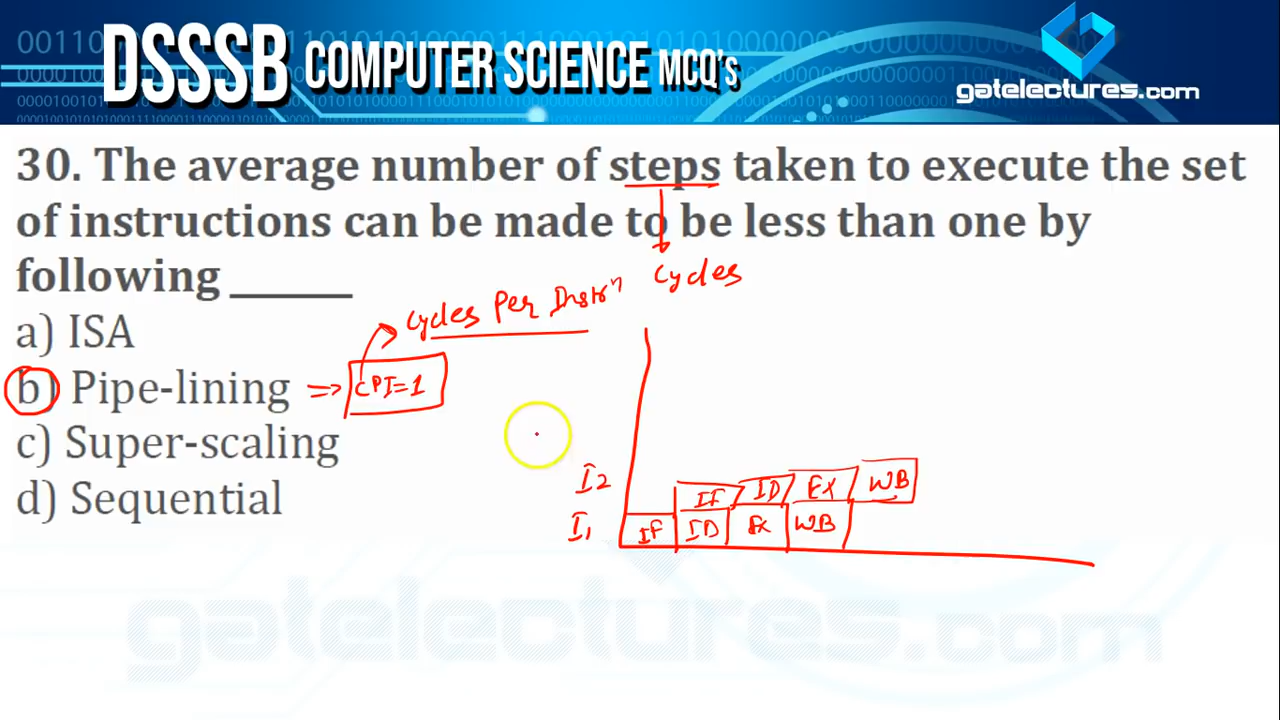 DSSSB COMPUTER SCIENCE MCQ's
gatelectures.com
30. The average number of steps taken to execute the set
of instructions can be made to be less than one by
following ______
Cycles
Cycles Per Instrⁿ
a) ISA
b) Pipe-lining => CPI=1
c) Super-scaling
d) Sequential
I2 IF ID EX WB
I1 IF ID EX WB
gatelectures.com